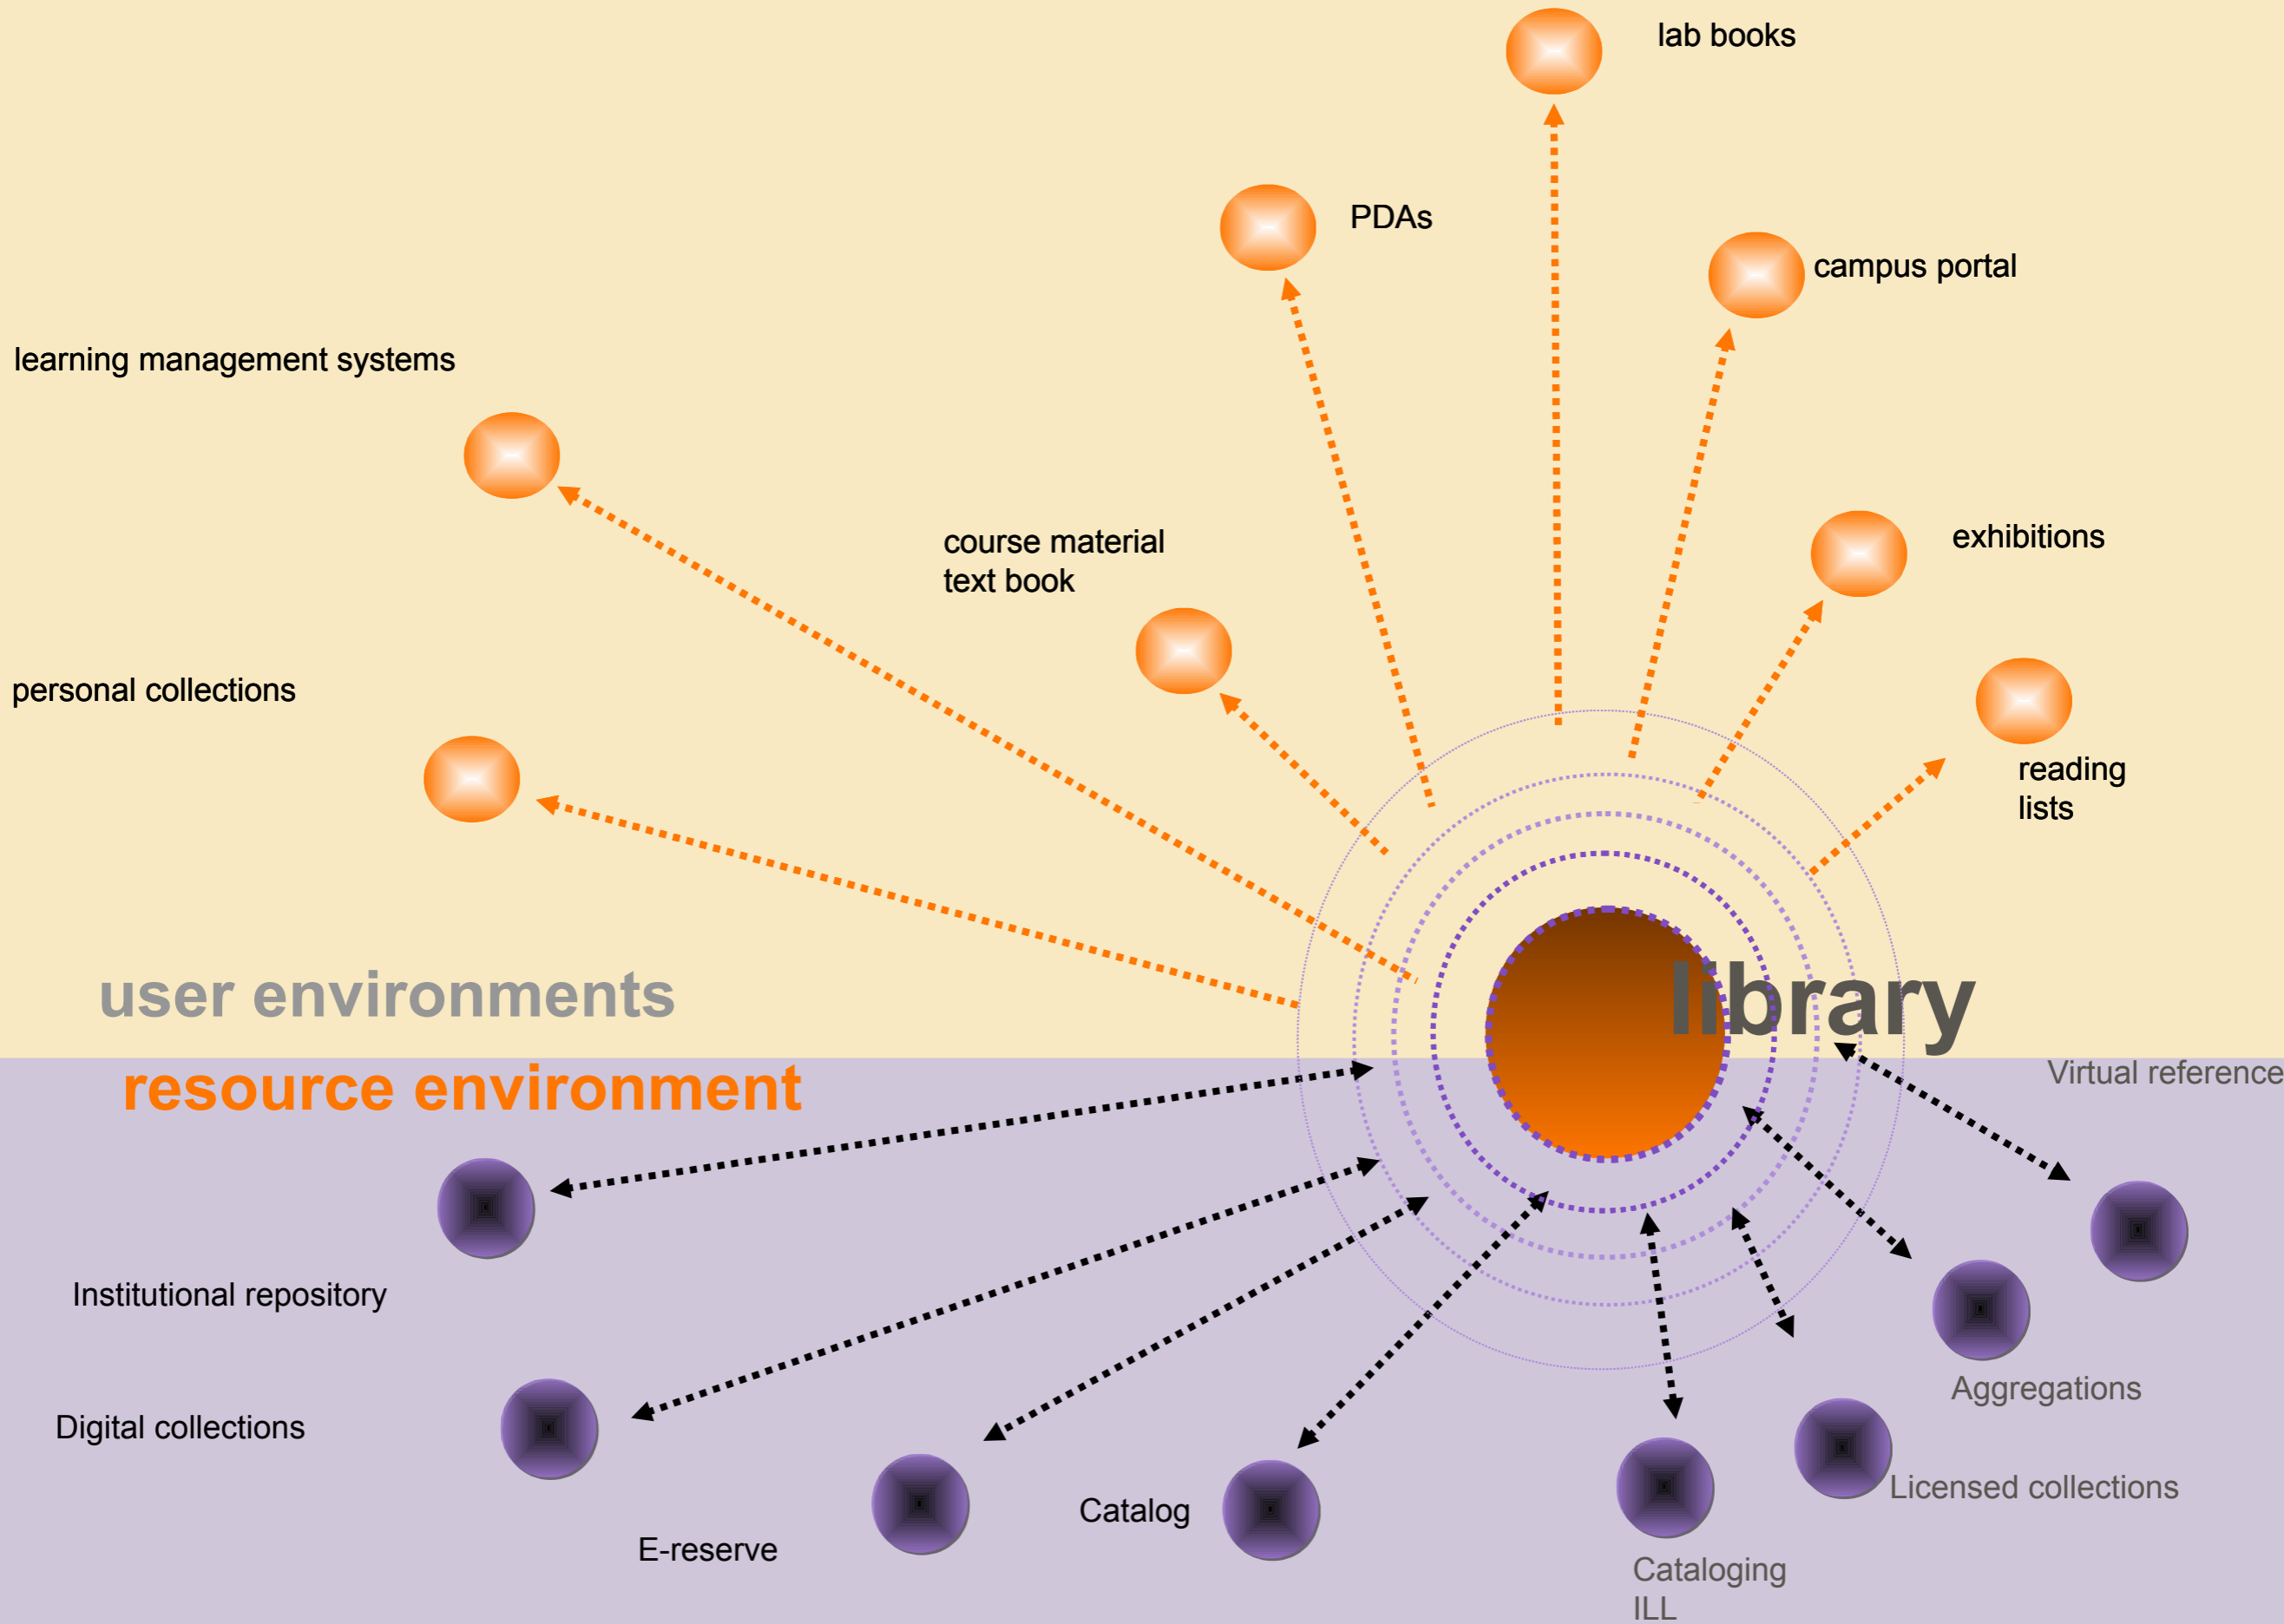 lab books
PDAs
campus portal
learning management systems
course material
text book
exhibitions
personal collections
reading
lists
user environments
library
resource environment
Virtual reference
Institutional repository
Aggregations
Digital collections
Licensed collections
Catalog
E-reserve
Cataloging
ILL